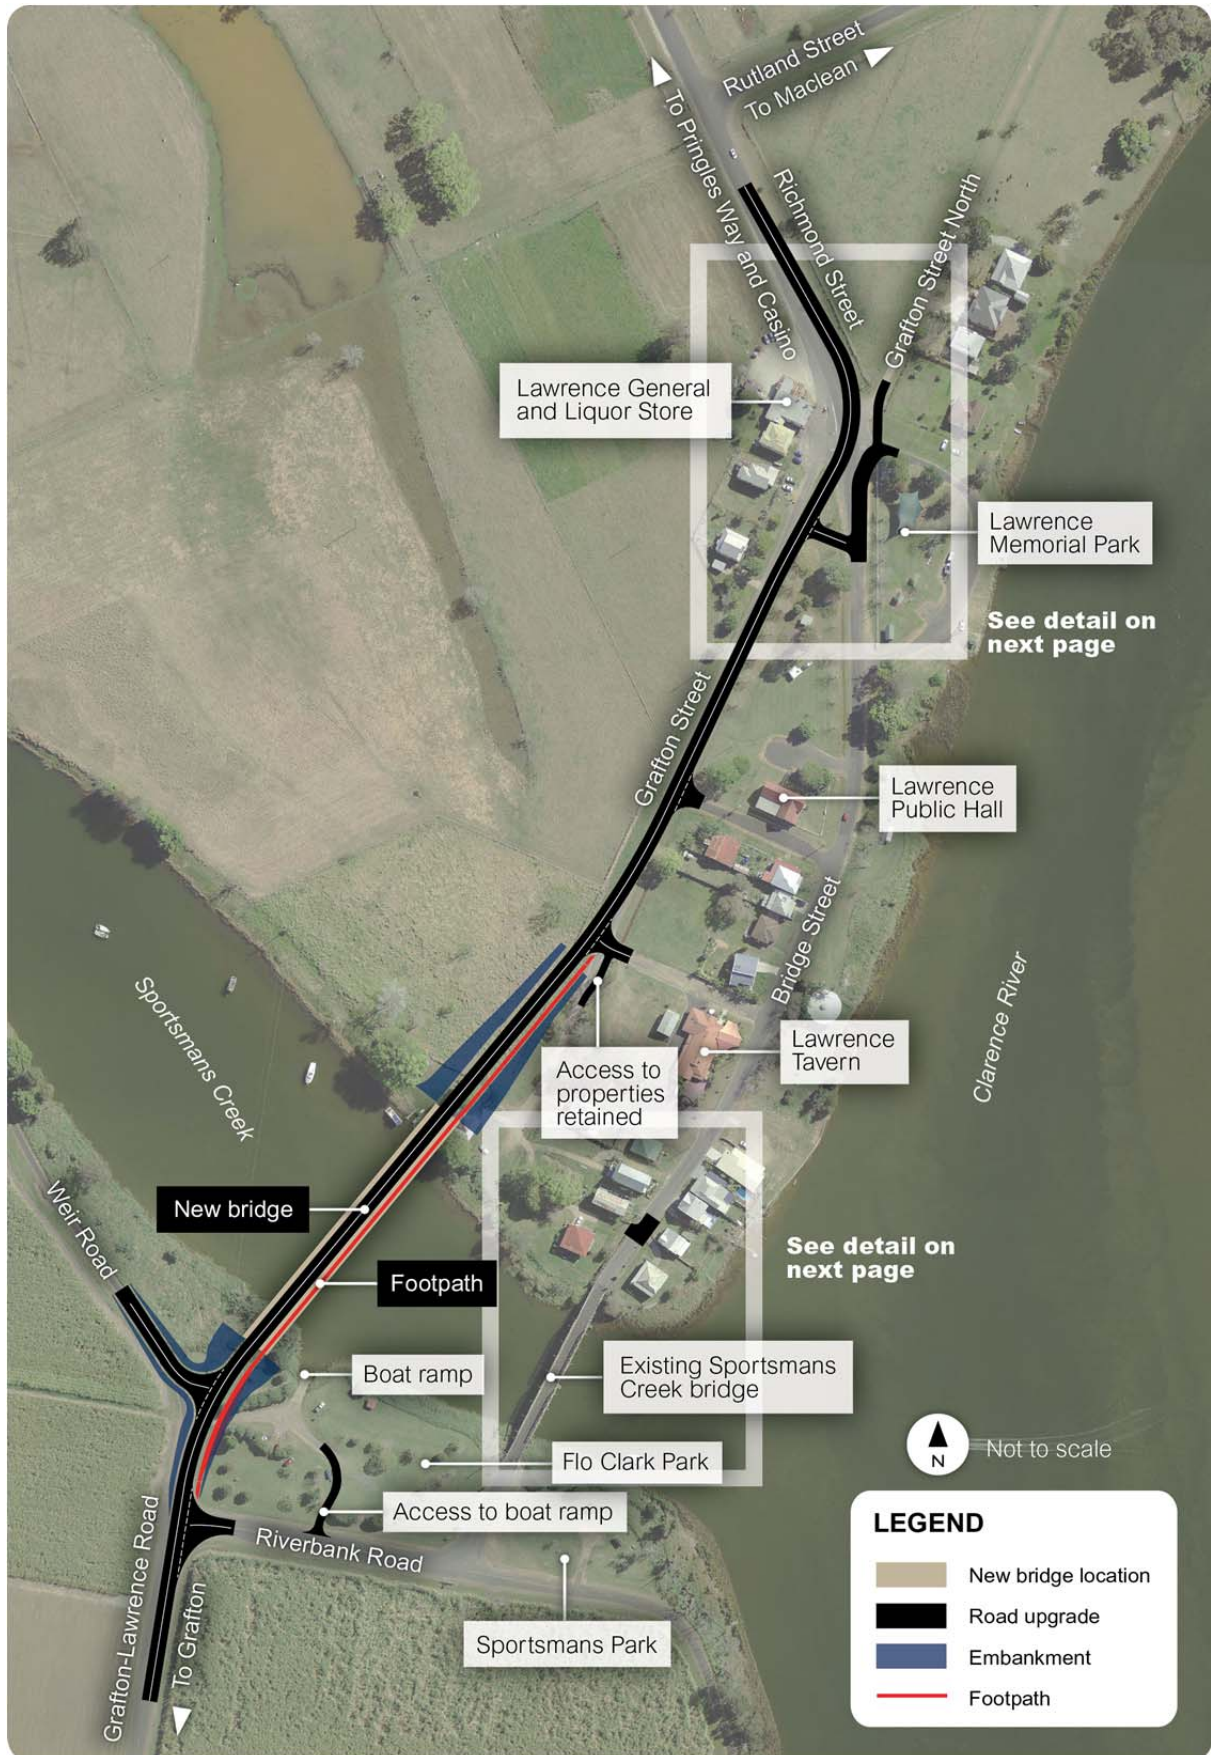 Rutland Street
To Maclean
To Pringles Way and Casino
Richmond Street
Grafton Street North
Lawrence General
and Liquor Store
Lawrence
Memorial Park
See detail on
next page
Grafton Street
Lawrence
Public Hall
Bridge Street
Clarence River
Sportsmans Creek
Lawrence
Tavern
Access to
properties
retained
Weir Road
New bridge
See detail on
next page
Footpath
Boat ramp
Existing Sportsmans
Creek bridge
Flo Clark Park
N
Not to scale
Access to boat ramp
Riverbank Road
Grafton-Lawrence Road
To Grafton
Sportsmans Park
LEGEND
New bridge location
Road upgrade
Embankment
Footpath